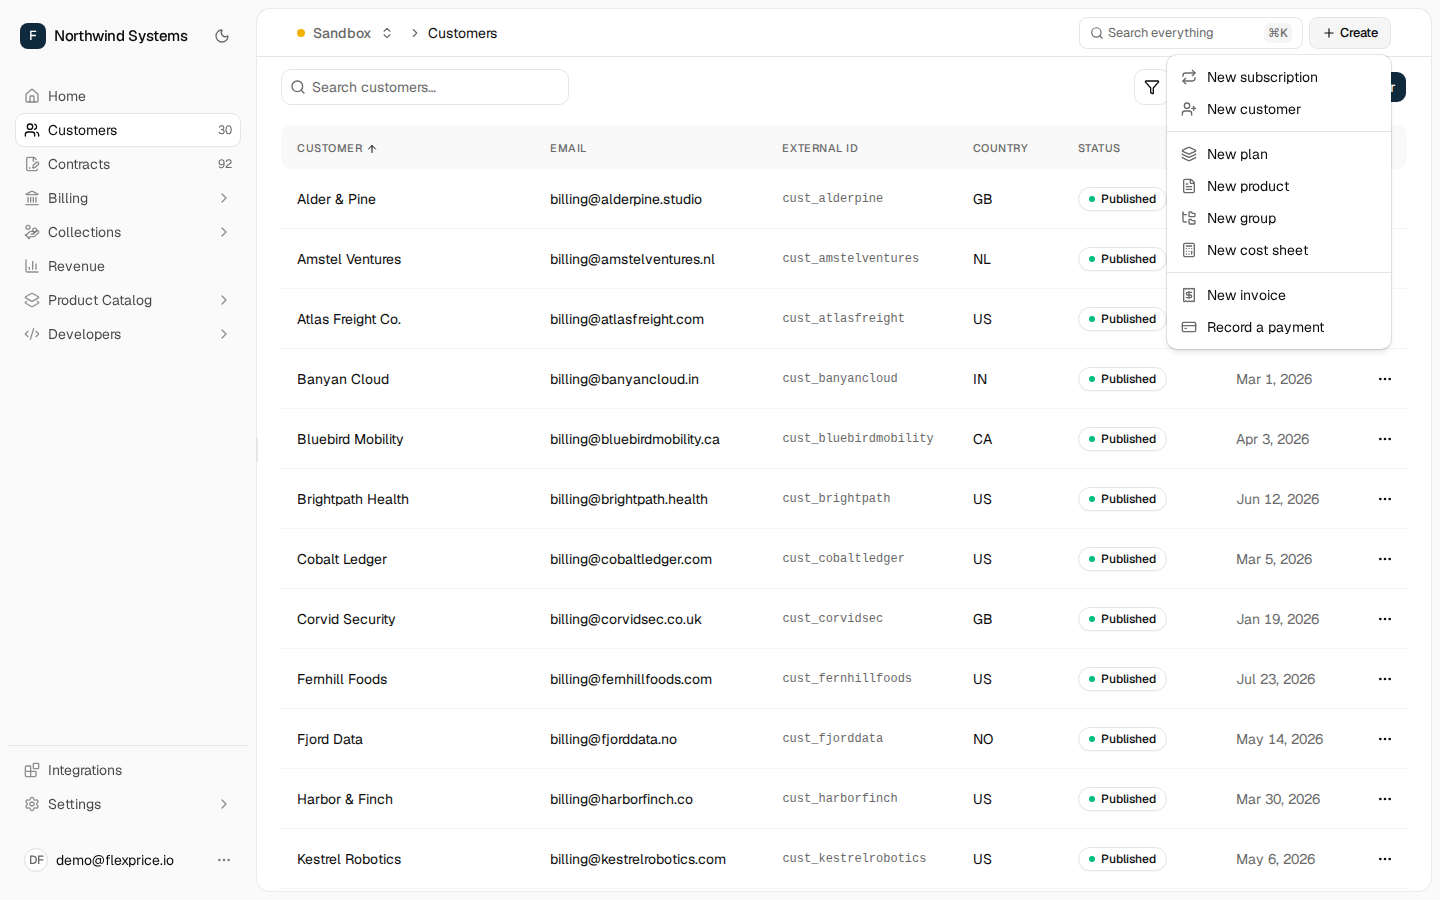 F Northwind Systems
Home
Customers 30
Contracts 92
Billing
Collections
Revenue
Product Catalog
Developers
Integrations
Settings
DF demo@flexprice.io
Sandbox Customers
Search everything ⌘K
+ Create
Search customers...
New subscription
New customer
New plan
New product
New group
New cost sheet
New invoice
Record a payment
CUSTOMER ↑ EMAIL EXTERNAL ID COUNTRY STATUS
Alder & Pine billing@alderpine.studio cust_alderpine GB Published
Amstel Ventures billing@amstelventures.nl cust_amstelventures NL Published
Atlas Freight Co. billing@atlasfreight.com cust_atlasfreight US Published
Banyan Cloud billing@banyancloud.in cust_banyancloud IN Published Mar 1, 2026
Bluebird Mobility billing@bluebirdmobility.ca cust_bluebirdmobility CA Published Apr 3, 2026
Brightpath Health billing@brightpath.health cust_brightpath US Published Jun 12, 2026
Cobalt Ledger billing@cobaltledger.com cust_cobaltledger US Published Mar 5, 2026
Corvid Security billing@corvidsec.co.uk cust_corvidsec GB Published Jan 19, 2026
Fernhill Foods billing@fernhillfoods.com cust_fernhillfoods US Published Jul 23, 2026
Fjord Data billing@fjorddata.no cust_fjorddata NO Published May 14, 2026
Harbor & Finch billing@harborfinch.co cust_harborfinch US Published Mar 30, 2026
Kestrel Robotics billing@kestrelrobotics.com cust_kestrelrobotics US Published May 6, 2026